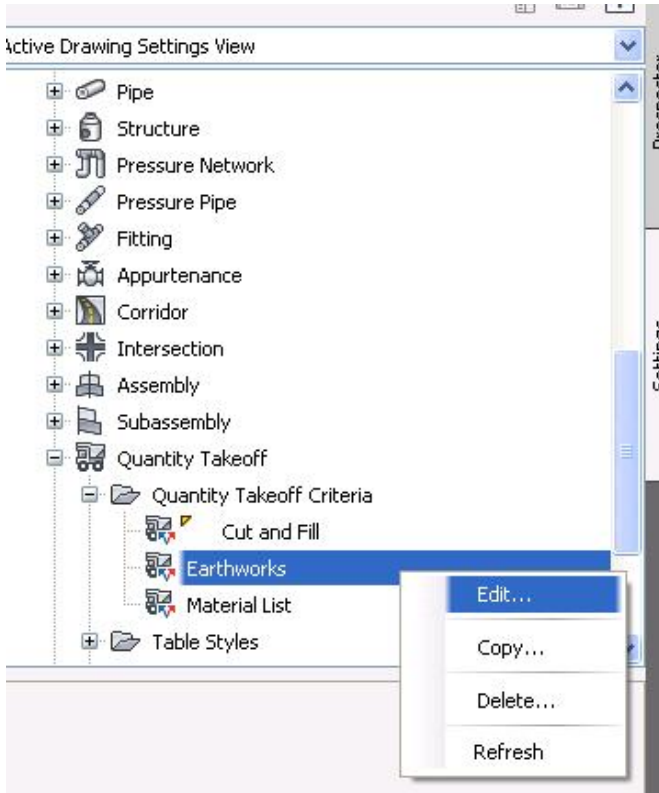 Active Drawing Settings View
Pipe
Structure
Pressure Network
Pressure Pipe
Fitting
Appurtenance
Corridor
Intersection
Assembly
Subassembly
Quantity Takeoff
Quantity Takeoff Criteria
Cut and Fill
Earthworks
Material List
Table Styles
Edit...
Copy...
Delete...
Refresh